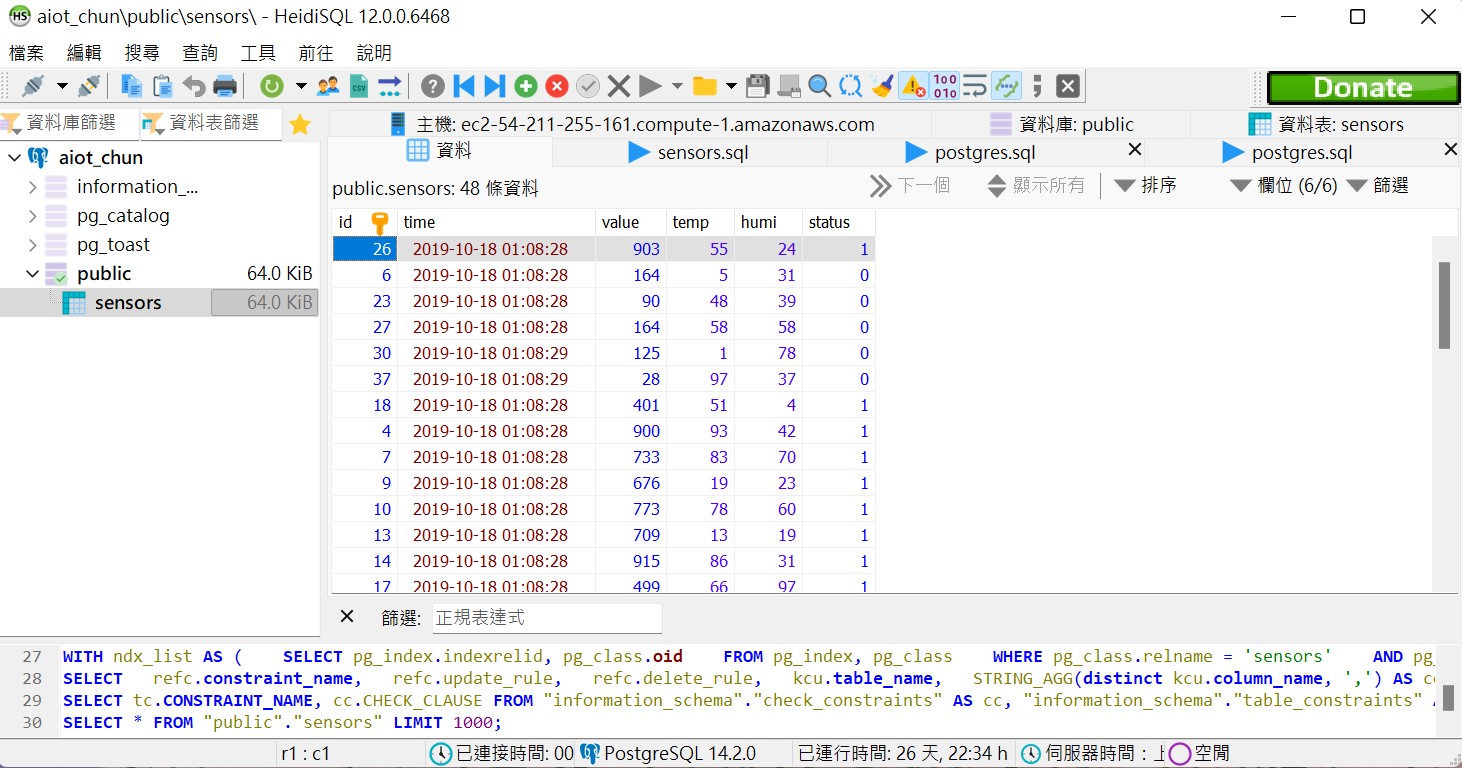 aiot_chun\public\sensors\ - HeidiSQL 12.0.0.6468
檔案 編輯 搜尋 查詢 工具 前往 說明
Donate
資料庫篩選 資料表篩選
主機: ec2-54-211-255-161.compute-1.amazonaws.com 資料庫: public 資料表: sensors
資料 sensors.sql postgres.sql postgres.sql
aiot_chun
information_...
pg_catalog
pg_toast
public 64.0 KiB
sensors 64.0 KiB
public.sensors: 48 條資料 下一個 顯示所有 排序 欄位 (6/6) 篩選
id time value temp humi status
26 2019-10-18 01:08:28 903 55 24 1
6 2019-10-18 01:08:28 164 5 31 0
23 2019-10-18 01:08:28 90 48 39 0
27 2019-10-18 01:08:28 164 58 58 0
30 2019-10-18 01:08:29 125 1 78 0
37 2019-10-18 01:08:29 28 97 37 0
18 2019-10-18 01:08:28 401 51 4 1
4 2019-10-18 01:08:28 900 93 42 1
7 2019-10-18 01:08:28 733 83 70 1
9 2019-10-18 01:08:28 676 19 23 1
10 2019-10-18 01:08:28 773 78 60 1
13 2019-10-18 01:08:28 709 13 19 1
14 2019-10-18 01:08:28 915 86 31 1
17 2019-10-18 01:08:28 499 66 97 1
篩選: 正規表達式
27 WITH ndx_list AS ( SELECT pg_index.indexrelid, pg_class.oid FROM pg_index, pg_class WHERE pg_class.relname = 'sensors' AND pg_
28 SELECT refc.constraint_name, refc.update_rule, refc.delete_rule, kcu.table_name, STRING_AGG(distinct kcu.column_name, ',') AS co
29 SELECT tc.CONSTRAINT_NAME, cc.CHECK_CLAUSE FROM "information_schema"."check_constraints" AS cc, "information_schema"."table_constraints"
30 SELECT * FROM "public"."sensors" LIMIT 1000;
r1 : c1 已連接時間: 00 PostgreSQL 14.2.0 已運行時間: 26 天, 22:34 h 伺服器時間：上 空閒